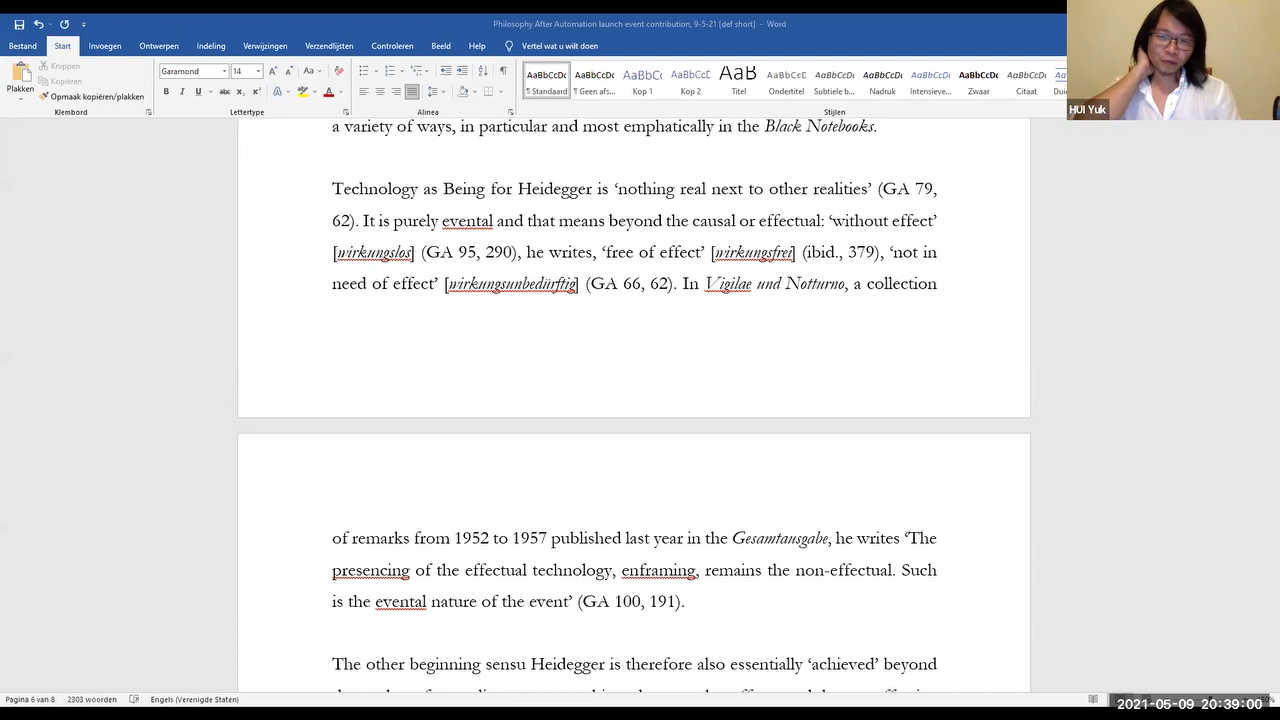 Philosophy After Automation launch event contribution, 9-5-21 [def short] - Word
Bestand Start Invoegen Ontwerpen Indeling Verwijzingen Verzendlijsten Controleren Beeld Help Vertel wat u wilt doen
Plakken
Knippen
Kopiëren
Opmaak kopiëren/plakken
Klembord
Garamond 14
Lettertype
Alinea
AaBbCcDc AaBbCcDc AaBbCc AaBbCcD AaB AaBbCcD AaBbCcDc AaBbCcDc AaBbCcDc AaBbCcDc AaBbCcDc
¶ Standaard ¶ Geen afs... Kop 1 Kop 2 Titel Ondertitel Subtiele b... Nadruk Intensieve... Zwaar Citaat
Stijlen
HUI Yuk
a variety of ways, in particular and most emphatically in the Black Notebooks.
Technology as Being for Heidegger is ‘nothing real next to other realities’ (GA 79,
62). It is purely evental and that means beyond the causal or effectual: ‘without effect’
[wirkungslos] (GA 95, 290), he writes, ‘free of effect’ [wirkungsfrei] (ibid., 379), ‘not in
need of effect’ [wirkungsunbedürftig] (GA 66, 62). In Vigilae und Notturno, a collection
of remarks from 1952 to 1957 published last year in the Gesamtausgabe, he writes ‘The
presencing of the effectual technology, enframing, remains the non-effectual. Such
is the evental nature of the event’ (GA 100, 191).
The other beginning sensu Heidegger is therefore also essentially ‘achieved’ beyond
Pagina 6 van 8 2303 woorden Engels (Verenigde Staten)
2021-05-09 20:39:00